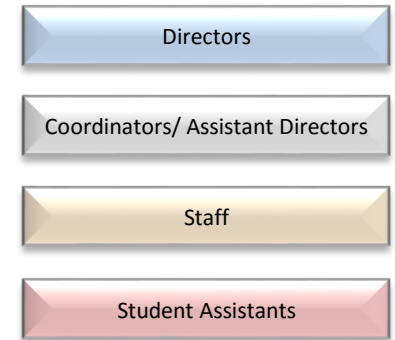 Directors
Coordinators/ Assistant Directors
Staff
Student Assistants